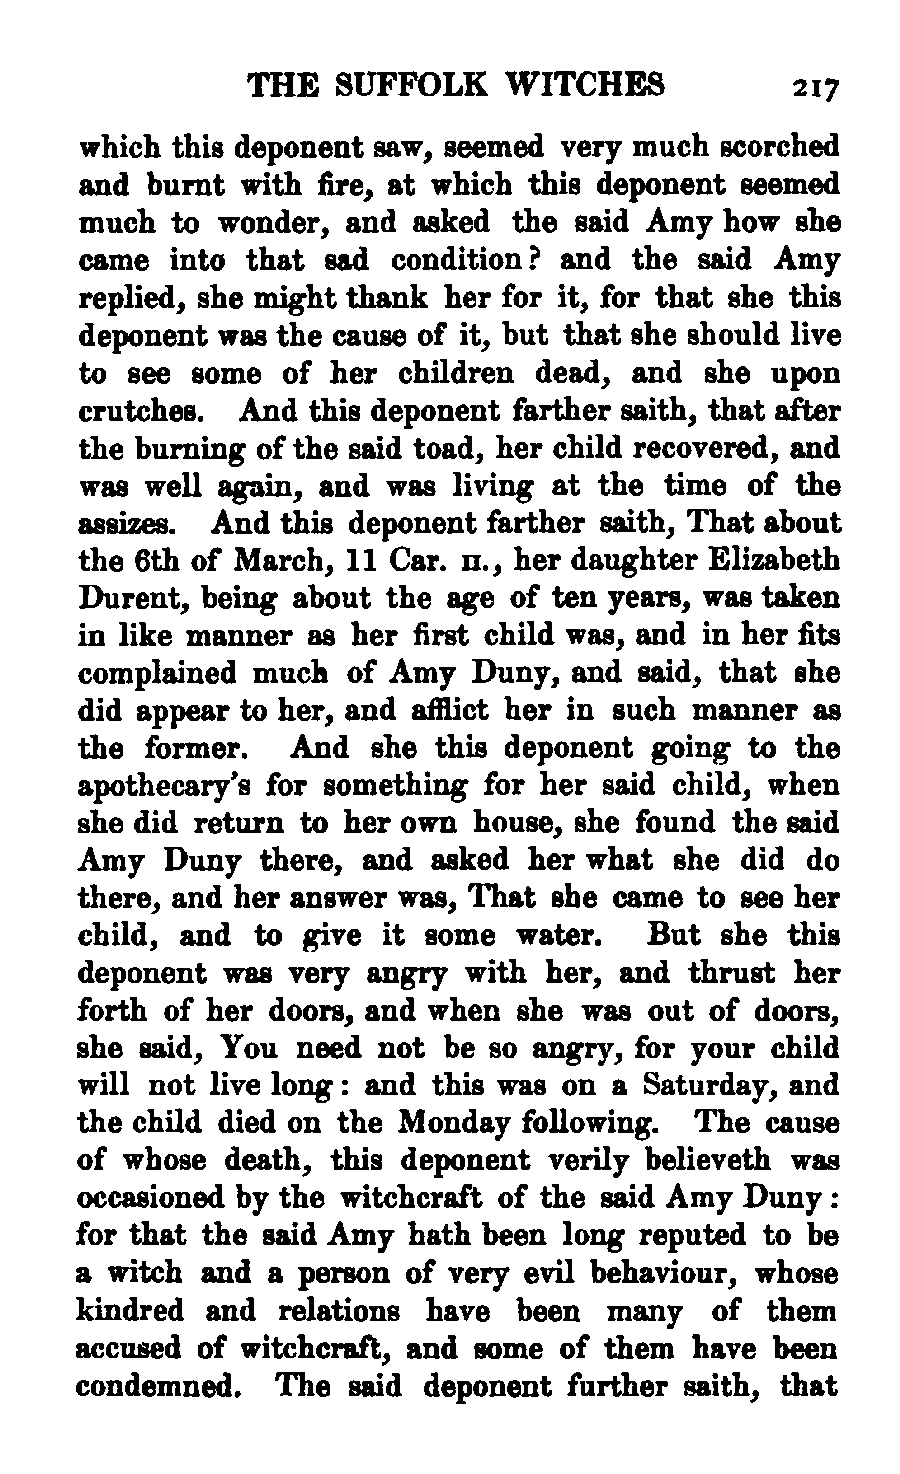 THE SUFFOLK WITCHES 217
which this deponent saw, seemed very much scorched
and burnt with fire, at which this deponent seemed
much to wonder, and asked the said Amy how she
came into that sad condition? and the said Amy
replied, she might thank her for it, for that she this
deponent was the cause of it, but that she should live
to see some of her children dead, and she upon
crutches. And this deponent farther saith, that after
the burning of the said toad, her child recovered, and
was well again, and was living at the time of the
assizes. And this deponent farther saith, That about
the 6th of March, 11 Car. II., her daughter Elizabeth
Durent, being about the age of ten years, was taken
in like manner as her first child was, and in her fits
complained much of Amy Duny, and said, that she
did appear to her, and afflict her in such manner as
the former. And she this deponent going to the
apothecary's for something for her said child, when
she did return to her own house, she found the said
Amy Duny there, and asked her what she did do
there, and her answer was, That she came to see her
child, and to give it some water. But she this
deponent was very angry with her, and thrust her
forth of her doors, and when she was out of doors,
she said, You need not be so angry, for your child
will not live long: and this was on a Saturday, and
the child died on the Monday following. The cause
of whose death, this deponent verily believeth was
occasioned by the witchcraft of the said Amy Duny:
for that the said Amy hath been long reputed to be
a witch and a person of very evil behaviour, whose
kindred and relations have been many of them
accused of witchcraft, and some of them have been
condemned. The said deponent further saith, that